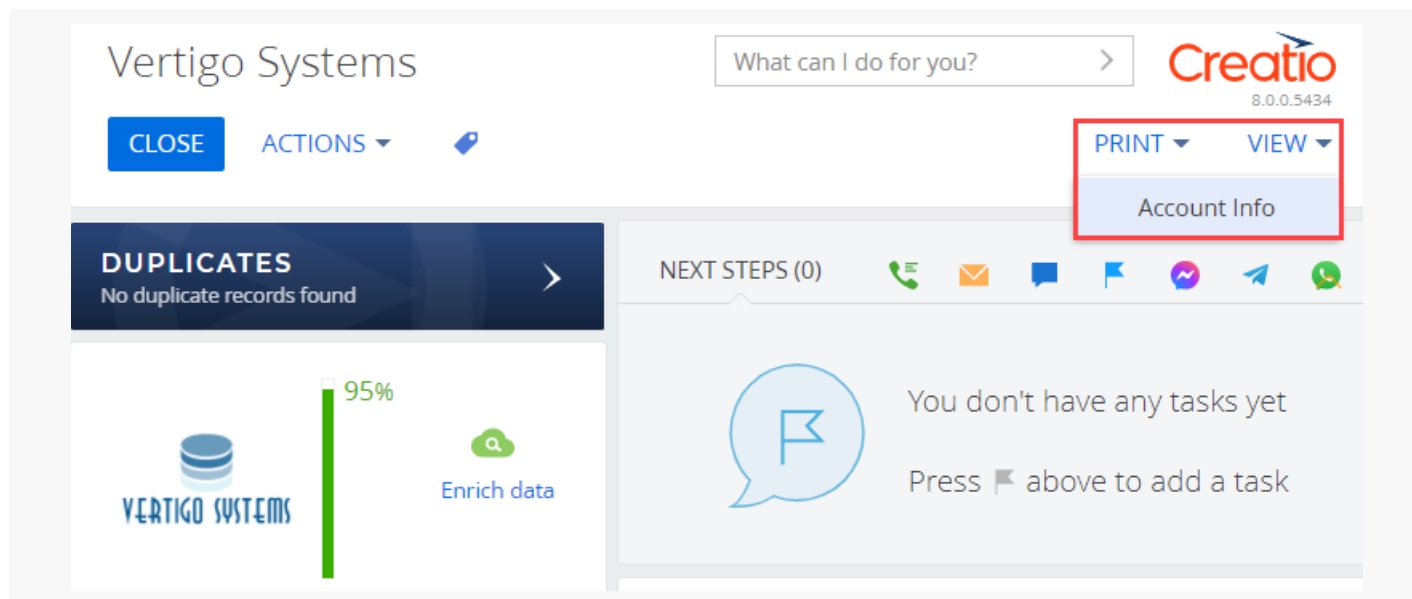 Vertigo Systems
What can I do for you?
Creatio
8.0.0.5434
CLOSE ACTIONS
PRINT VIEW
Account Info
DUPLICATES
No duplicate records found
NEXT STEPS (0)
95%
Enrich data
VERTIGO SYSTEMS
You don't have any tasks yet
Press above to add a task